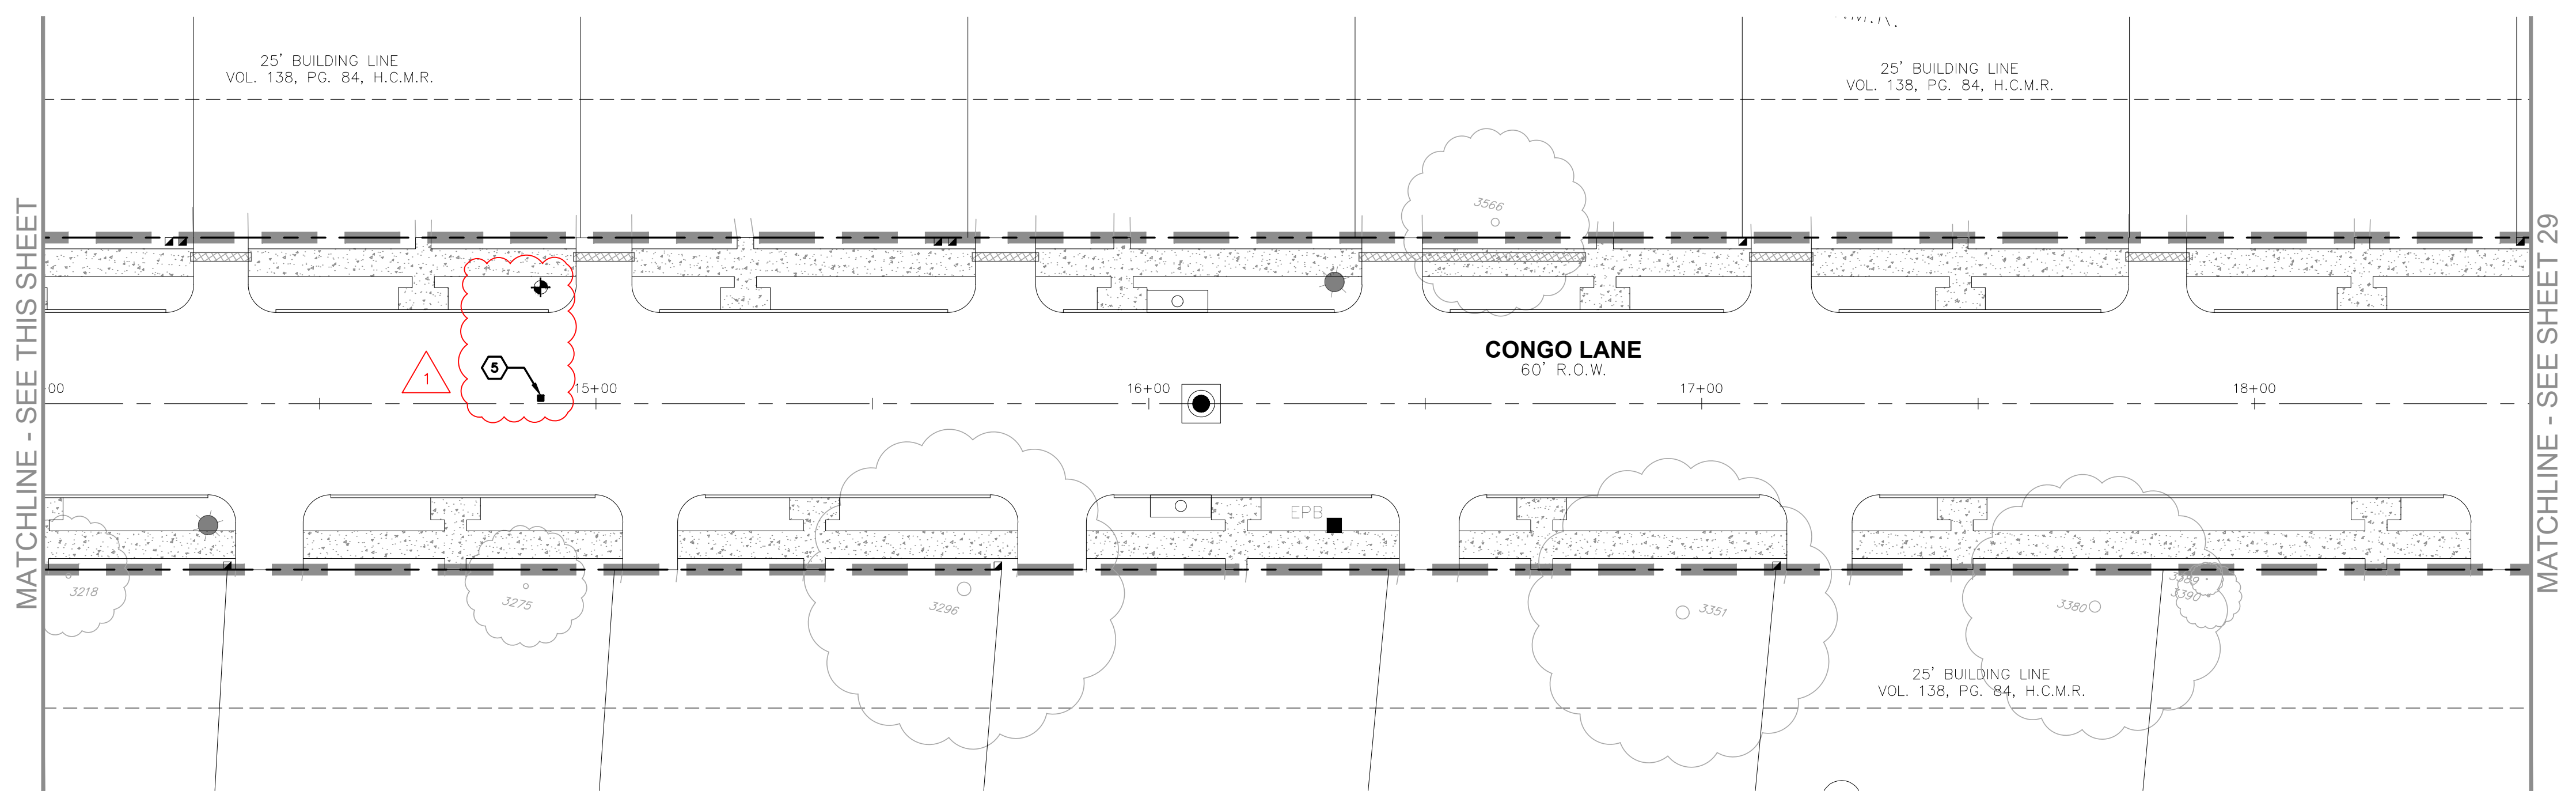 25' BUILDING LINE
VOL. 138, PG. 84, H.C.M.R.
25' BUILDING LINE
VOL. 138, PG. 84, H.C.M.R.
MATCHLINE - SEE THIS SHEET
MATCHLINE - SEE SHEET 29
3566
CONGO LANE
60' R.O.W.
5
1
00
15+00
16+00
17+00
18+00
EPB
3218
3275
3296
3351
3380
3389
3390
25' BUILDING LINE
VOL. 138, PG. 84, H.C.M.R.